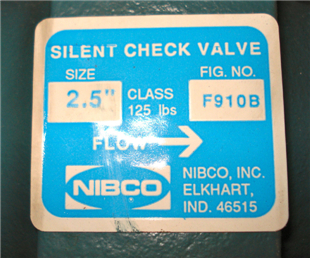 SILENT CHECK VALVE
SIZE FIG. NO.
2.5" CLASS 125 lbs F910B
FLOW
NIBCO
NIBCO, INC.
ELKHART,
IND. 46515